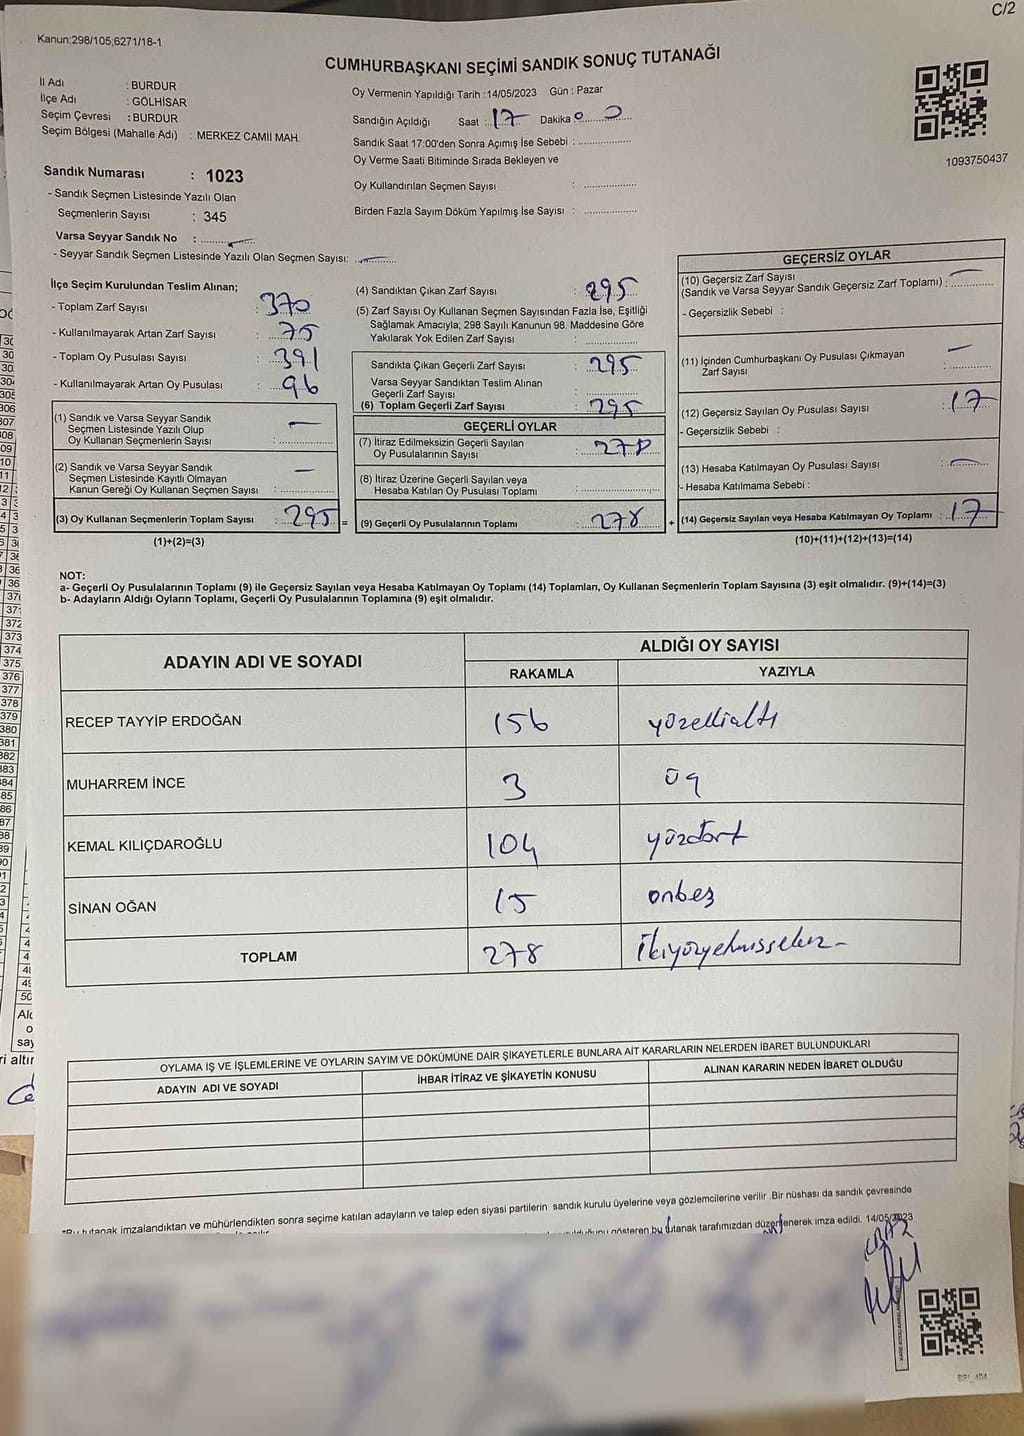 C/2
Kanun;298/105;6271/18-1
CUMHURBAŞKANI SEÇİMİ SANDIK SONUÇ TUTANAĞI
İl Adı : BURDUR
İlçe Adı : GÖLHİSAR
Seçim Çevresi : BURDUR
Seçim Bölgesi (Mahalle Adı) : MERKEZ CAMİİ MAH.
Oy Vermenin Yapıldığı Tarih : 14/05/2023 Gün : Pazar
Sandığın Açıldığı Saat : 17 Dakika 00
Sandık Saat 17:00'den Sonra Açımış İse Sebebi :
Oy Verme Saati Bitiminde Sırada Bekleyen ve
Oy Kullandırılan Seçmen Sayısı :
Birden Fazla Sayım Döküm Yapılmış İse Sayısı :
1093750437
Sandık Numarası : 1023
- Sandık Seçmen Listesinde Yazılı Olan
Seçmenlerin Sayısı : 345
Varsa Seyyar Sandık No : —
- Seyyar Sandık Seçmen Listesinde Yazılı Olan Seçmen Sayısı: —
İlçe Seçim Kurulundan Teslim Alınan;
- Toplam Zarf Sayısı : 370
- Kullanılmayarak Artan Zarf Sayısı : 75
- Toplam Oy Pusulası Sayısı : 391
- Kullanılmayarak Artan Oy Pusulası : 96
(1) Sandık ve Varsa Seyyar Sandık
Seçmen Listesinde Yazılı Olup
Oy Kullanan Seçmenlerin Sayısı : —
(2) Sandık ve Varsa Seyyar Sandık
Seçmen Listesinde Kayıtlı Olmayan
Kanun Gereği Oy Kullanan Seçmen Sayısı : —
(3) Oy Kullanan Seçmenlerin Toplam Sayısı : 295 =
(1)+(2)=(3)
(4) Sandıktan Çıkan Zarf Sayısı : 295
(5) Zarf Sayısı Oy Kullanan Seçmen Sayısından Fazla İse, Eşitliği
Sağlamak Amacıyla; 298 Sayılı Kanunun 98. Maddesine Göre
Yakılarak Yok Edilen Zarf Sayısı :
Sandıkta Çıkan Geçerli Zarf Sayısı : 295
Varsa Seyyar Sandıktan Teslim Alınan
Geçerli Zarf Sayısı :
(6) Toplam Geçerli Zarf Sayısı : 295
GEÇERLİ OYLAR
(7) İtiraz Edilmeksizin Geçerli Sayılan
Oy Pusulalarının Sayısı : 278
(8) İtiraz Üzerine Geçerli Sayılan veya
Hesaba Katılan Oy Pusulası Toplamı :
(9) Geçerli Oy Pusulalarının Toplamı : 278 +
GEÇERSİZ OYLAR
(10) Geçersiz Zarf Sayısı
(Sandık ve Varsa Seyyar Sandık Geçersiz Zarf Toplamı) : —
- Geçersizlik Sebebi :
(11) İçinden Cumhurbaşkanı Oy Pusulası Çıkmayan
Zarf Sayısı : —
(12) Geçersiz Sayılan Oy Pusulası Sayısı : 17
- Geçersizlik Sebebi :
(13) Hesaba Katılmayan Oy Pusulası Sayısı : —
- Hesaba Katılmama Sebebi :
(14) Geçersiz Sayılan veya Hesaba Katılmayan Oy Toplamı : 17
(10)+(11)+(12)+(13)=(14)
NOT:
a- Geçerli Oy Pusulalarının Toplamı (9) ile Geçersiz Sayılan veya Hesaba Katılmayan Oy Toplamı (14) Toplamları, Oy Kullanan Seçmenlerin Toplam Sayısına (3) eşit olmalıdır. (9)+(14)=(3)
b- Adayların Aldığı Oyların Toplamı, Geçerli Oy Pusulalarının Toplamına (9) eşit olmalıdır.
ADAYIN ADI VE SOYADI ALDIĞI OY SAYISI
RAKAMLA YAZIYLA
RECEP TAYYİP ERDOĞAN 156 yüzellialtı
MUHARREM İNCE 3 üç
KEMAL KILIÇDAROĞLU 104 yüzdört
SİNAN OĞAN 15 onbeş
TOPLAM 278 İkiyüzyetmişsekiz
OYLAMA İŞ VE İŞLEMLERİNE VE OYLARIN SAYIM VE DÖKÜMÜNE DAİR ŞİKAYETLERLE BUNLARA AİT KARARLARIN NELERDEN İBARET BULUNDUKLARI
ADAYIN ADI VE SOYADI İHBAR İTİRAZ VE ŞİKAYETİN KONUSU ALINAN KARARIN NEDEN İBARET OLDUĞU
*Bu tutanak imzalandıktan ve mühürlendikten sonra seçime katılan adayların ve talep eden siyasi partilerin sandık kurulu üyelerine veya gözlemcilerine verilir .Bir nüshası da sandık çevresinde
gösteren bu tutanak tarafımızdan düzenlenerek imza edildi. 14/05/2023